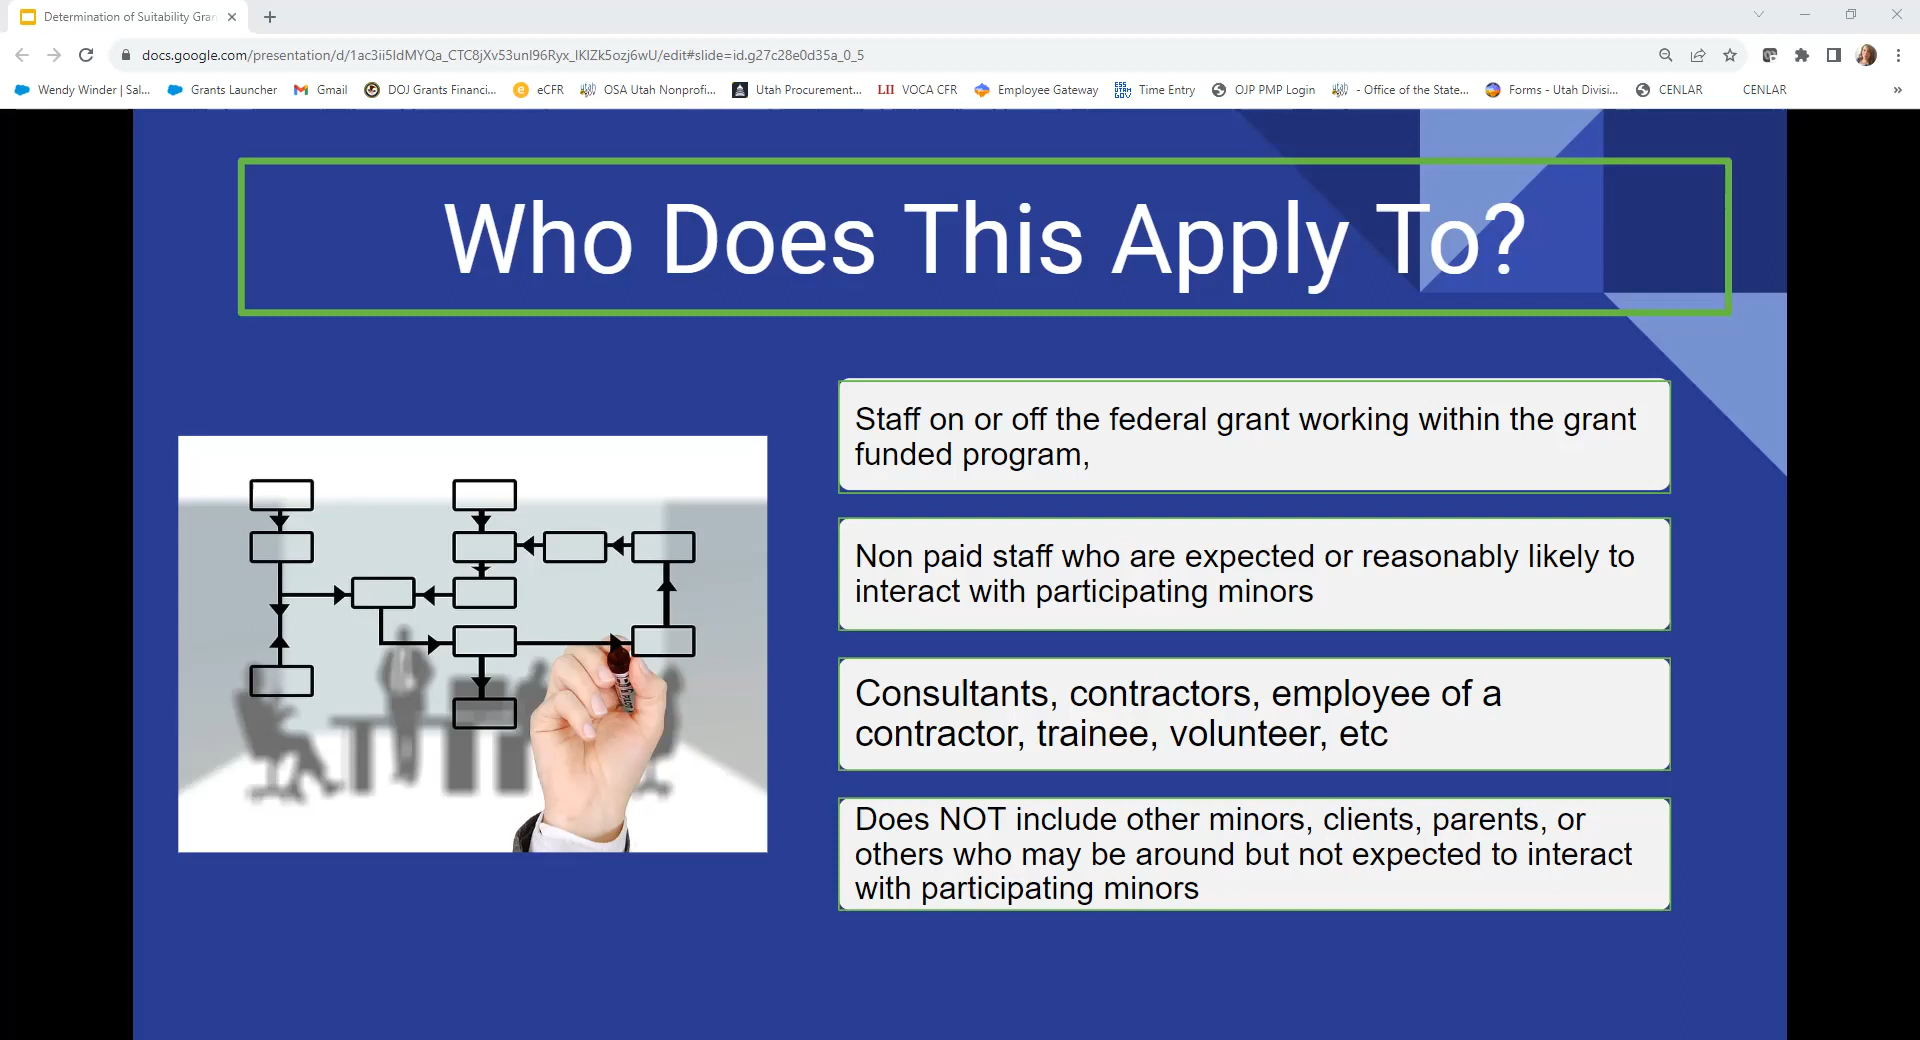 Determination of Suitability Gran
docs.google.com/presentation/d/1ac3ii5IdMYQa_CTC8jXv53unI96Ryx_IKIZk5ozj6wU/edit#slide=id.g27c28e0d35a_0_5
Wendy Winder | Sal... Grants Launcher Gmail DOJ Grants Financi... eCFR OSA Utah Nonprofi... Utah Procurement... LII VOCA CFR Employee Gateway Time Entry OJP PMP Login - Office of the State... Forms - Utah Divisi... CENLAR CENLAR »
Who Does This Apply To?
Staff on or off the federal grant working within the grant
funded program,
Non paid staff who are expected or reasonably likely to
interact with participating minors
Consultants, contractors, employee of a
contractor, trainee, volunteer, etc
Does NOT include other minors, clients, parents, or
others who may be around but not expected to interact
with participating minors